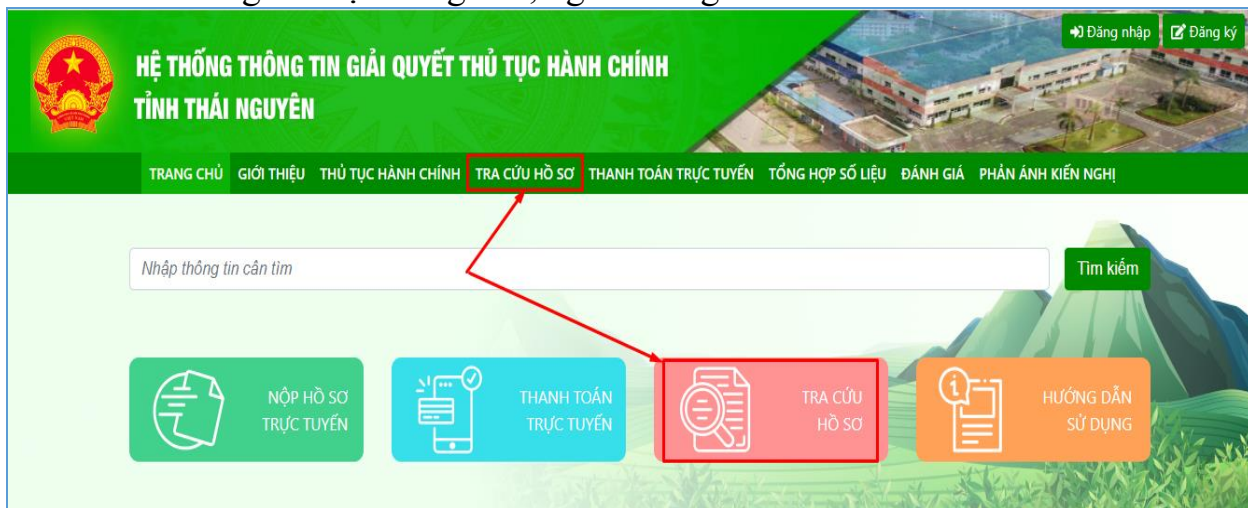 Đăng nhập Đăng ký
HỆ THỐNG THÔNG TIN GIẢI QUYẾT THỦ TỤC HÀNH CHÍNH
TỈNH THÁI NGUYÊN
TRANG CHỦ GIỚI THIỆU THỦ TỤC HÀNH CHÍNH TRA CỨU HỒ SƠ THANH TOÁN TRỰC TUYẾN TỔNG HỢP SỐ LIỆU ĐÁNH GIÁ PHẢN ÁNH KIẾN NGHỊ
Nhập thông tin cần tìm
Tìm kiếm
NỘP HỒ SƠ
TRỰC TUYẾN
THANH TOÁN
TRỰC TUYẾN
TRA CỨU
HỒ SƠ
HƯỚNG DẪN
SỬ DỤNG